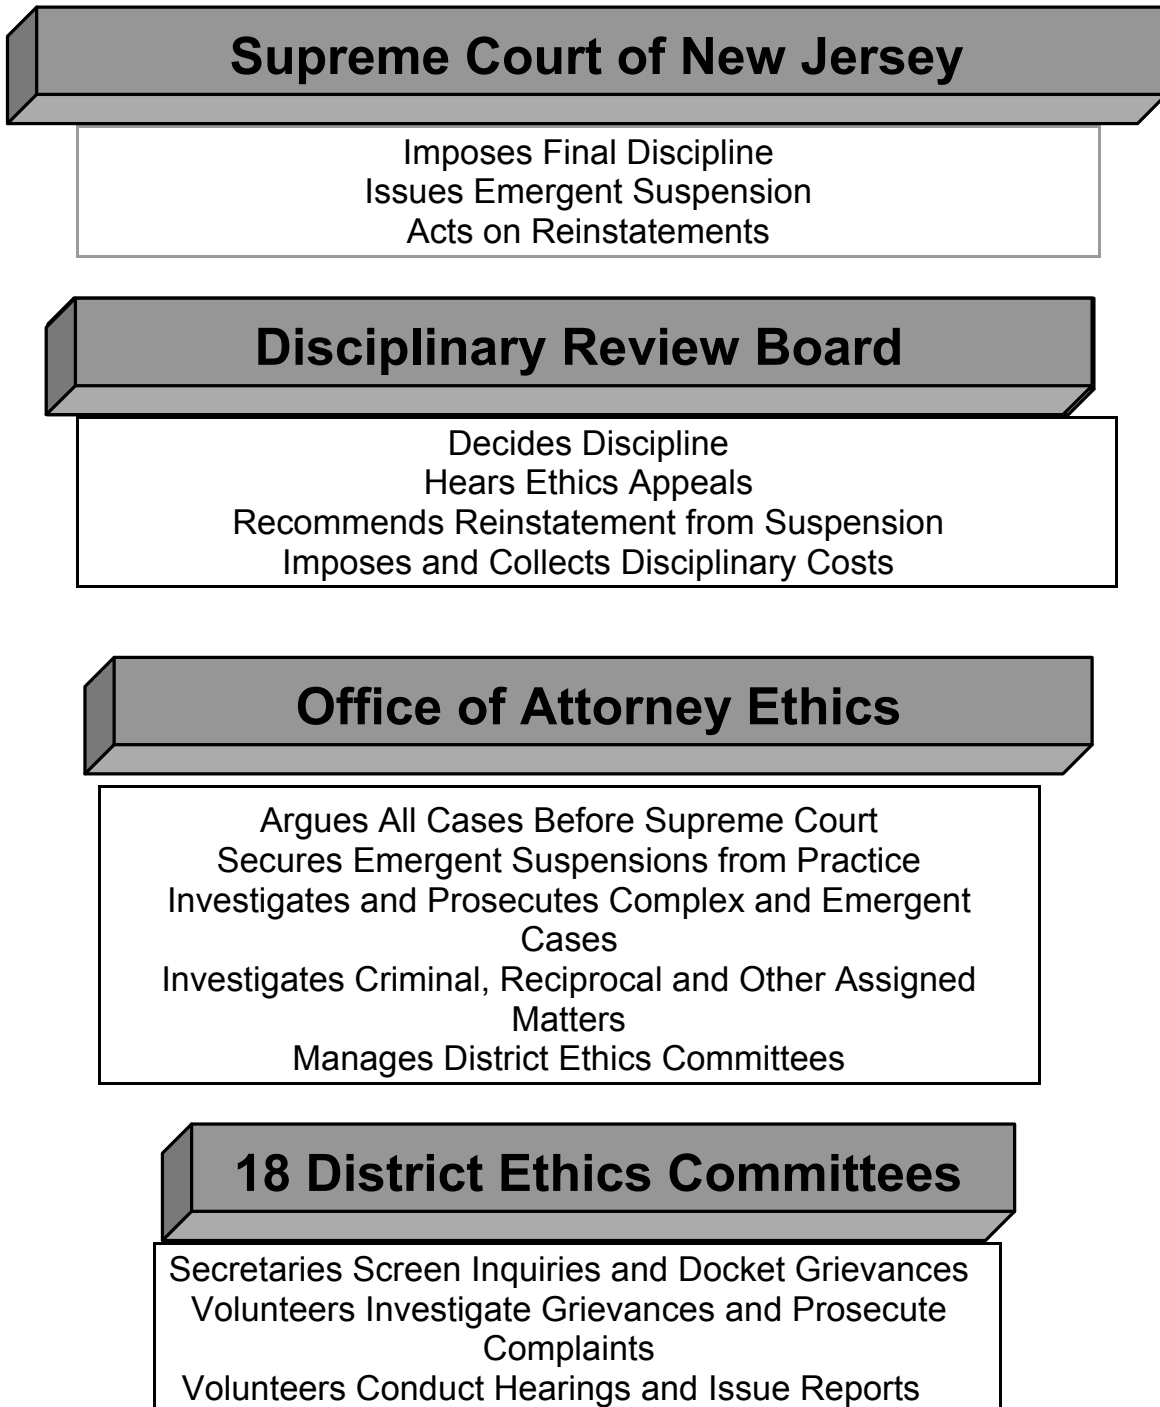 Supreme Court of New Jersey
Imposes Final Discipline
Issues Emergent Suspension
Acts on Reinstatements
Disciplinary Review Board
Decides Discipline
Hears Ethics Appeals
Recommends Reinstatement from Suspension
Imposes and Collects Disciplinary Costs
Office of Attorney Ethics
Argues All Cases Before Supreme Court
Secures Emergent Suspensions from Practice
Investigates and Prosecutes Complex and Emergent
Cases
Investigates Criminal, Reciprocal and Other Assigned
Matters
Manages District Ethics Committees
18 District Ethics Committees
Secretaries Screen Inquiries and Docket Grievances
Volunteers Investigate Grievances and Prosecute
Complaints
Volunteers Conduct Hearings and Issue Reports